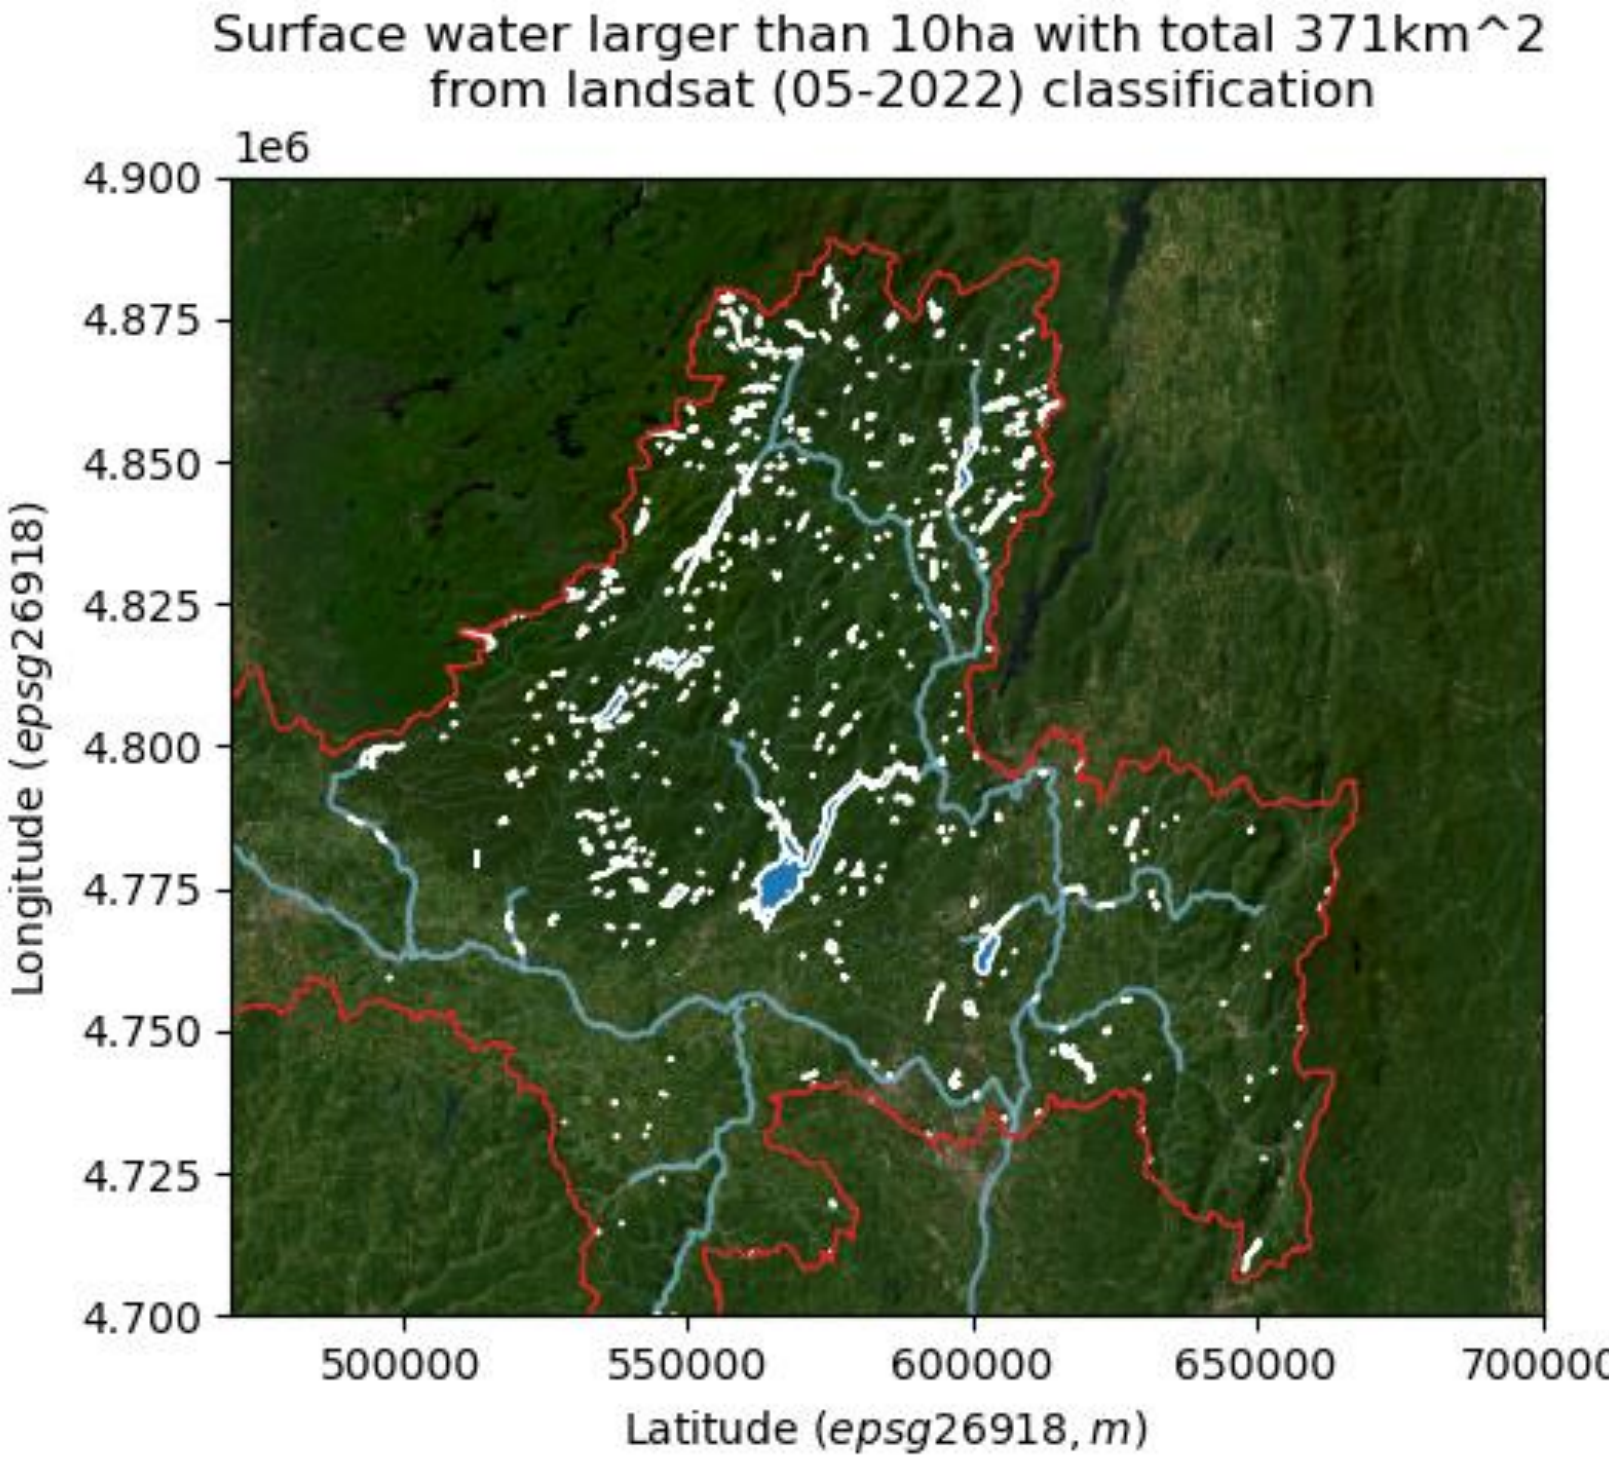 Surface water larger than 10ha with total 371km^2
from landsat (05-2022) classification
1e6
4.900
4.875
4.850
4.825
4.800
4.775
4.750
4.725
4.700
Longitude (epsg26918)
500000
550000
600000
650000
700000
Latitude (epsg26918, m)